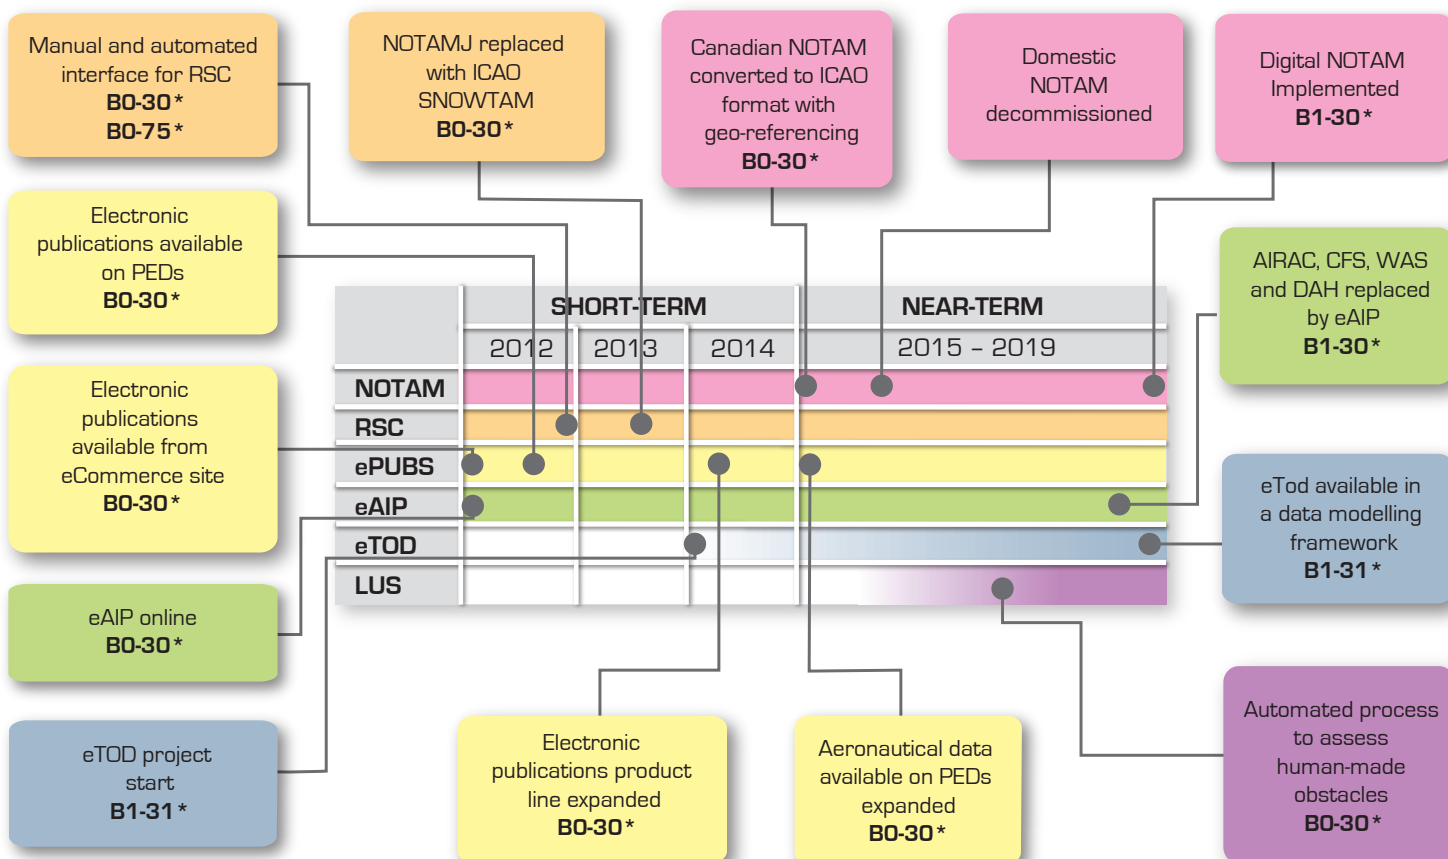 Manual and automated
interface for RSC
B0-30*
B0-75*
NOTAMJ replaced
with ICAO
SNOWTAM
B0-30*
Canadian NOTAM
converted to ICAO
format with
geo-referencing
B0-30*
Domestic
NOTAM
decommissioned
Digital NOTAM
Implemented
B1-30*
Electronic
publications available
on PEDs
B0-30*
AIRAC, CFS, WAS
and DAH replaced
by eAIP
B1-30*
SHORT-TERM
NEAR-TERM
2012
2013
2014
2015 – 2019
NOTAM
RSC
ePUBS
eAIP
eTOD
LUS
Electronic
publications
available from
eCommerce site
B0-30*
eTod available in
a data modelling
framework
B1-31*
eAIP online
B0-30*
eTOD project
start
B1-31*
Electronic
publications product
line expanded
B0-30*
Aeronautical data
available on PEDs
expanded
B0-30*
Automated process
to assess
human-made
obstacles
B0-30*